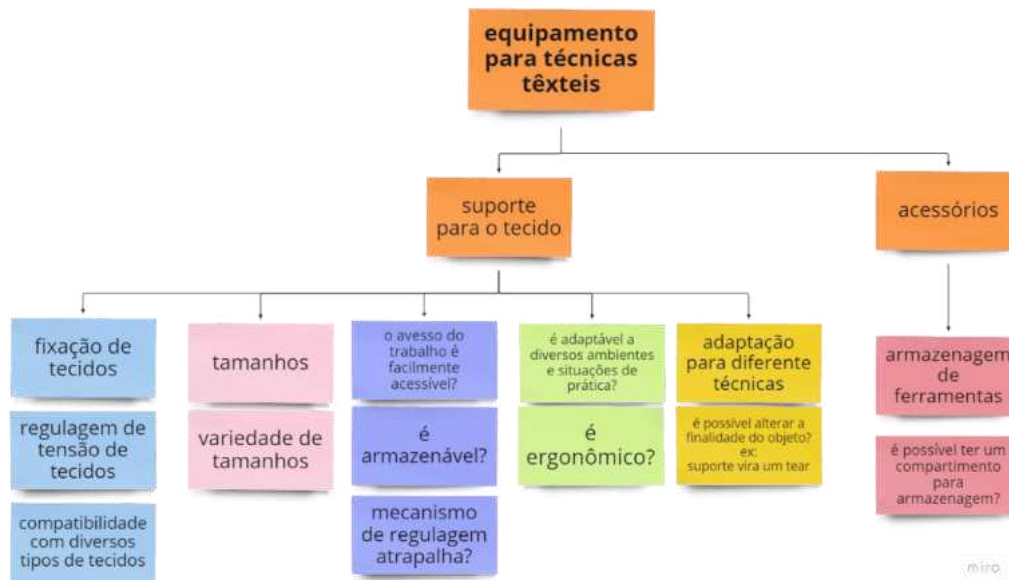 equipamento
para técnicas
têxteis
suporte
para o tecido
acessórios
fixação de
tecidos
regulagem de
tensão de
tecidos
compatibilidade
com diversos
tipos de tecidos
tamanhos
variedade de
tamanhos
o avesso do
trabalho é
facilmente
acessível?
é
armazenável?
mecanismo
de regulagem
atrapalha?
é adaptável a
diversos ambientes
e situações de
prática?
é
ergonômico?
adaptação
para diferente
técnicas
é possível alterar a
finalidade do objeto?
ex:
suporte vira um tear
armazenagem
de
ferramentas
é possível ter um
compartimento
para
armazenagem?
miro